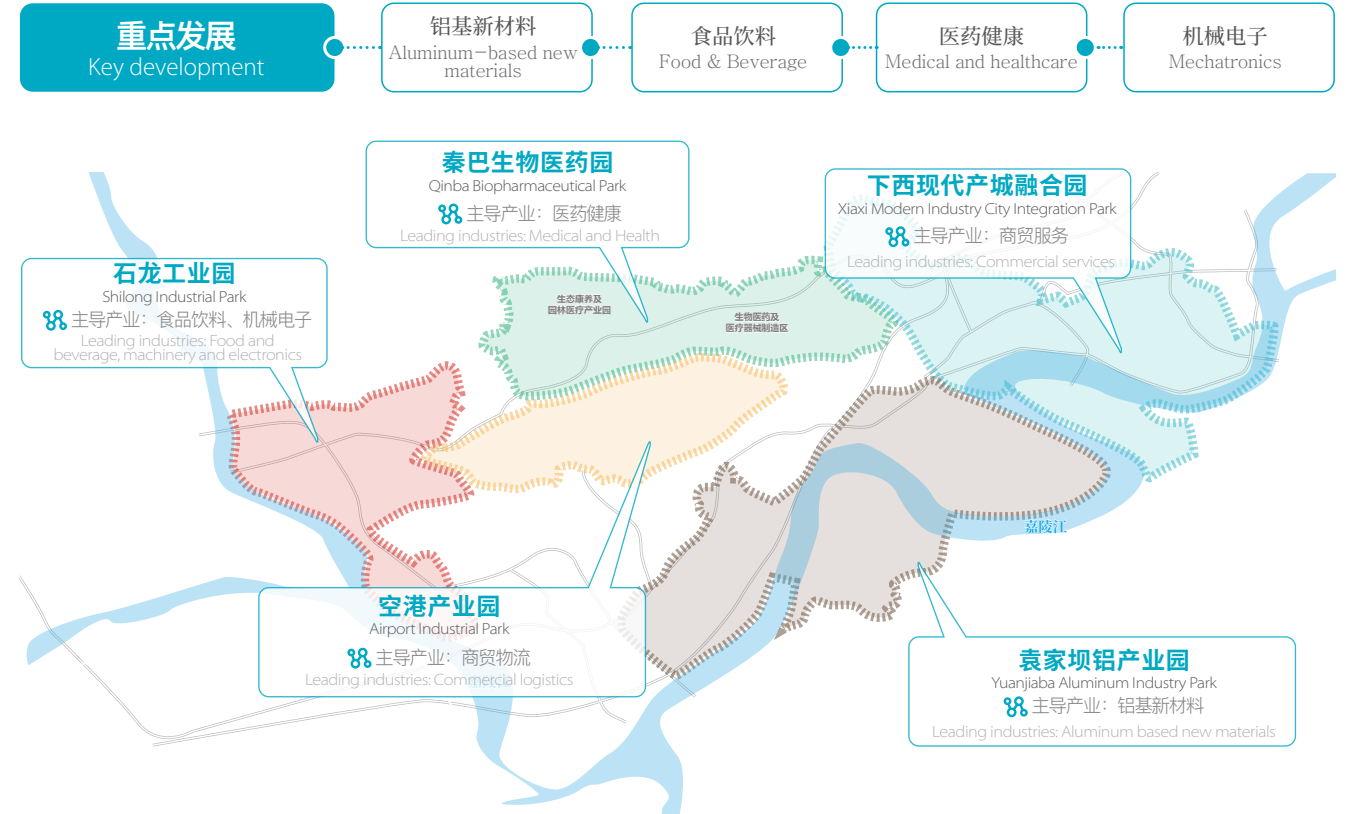 重点发展
Key development
铝基新材料
Aluminum-based new
materials
食品饮料
Food & Beverage
医药健康
Medical and healthcare
机械电子
Mechatronics
秦巴生物医药园
Qinba Biopharmaceutical Park
主导产业：医药健康
Leading industries: Medical and Health
下西现代产城融合园
Xiaxi Modern Industry City Integration Park
主导产业：商贸服务
Leading industries: Commercial services
石龙工业园
Shilong Industrial Park
主导产业：食品饮料、机械电子
Leading industries: Food and
beverage, machinery and electronics
生态康养及
园林医疗产业园
生物医药及
医疗器械制造区
嘉陵江
空港产业园
Airport Industrial Park
主导产业：商贸物流
Leading industries: Commercial logistics
袁家坝铝产业园
Yuanjiaba Aluminum Industry Park
主导产业：铝基新材料
Leading industries: Aluminum based new materials